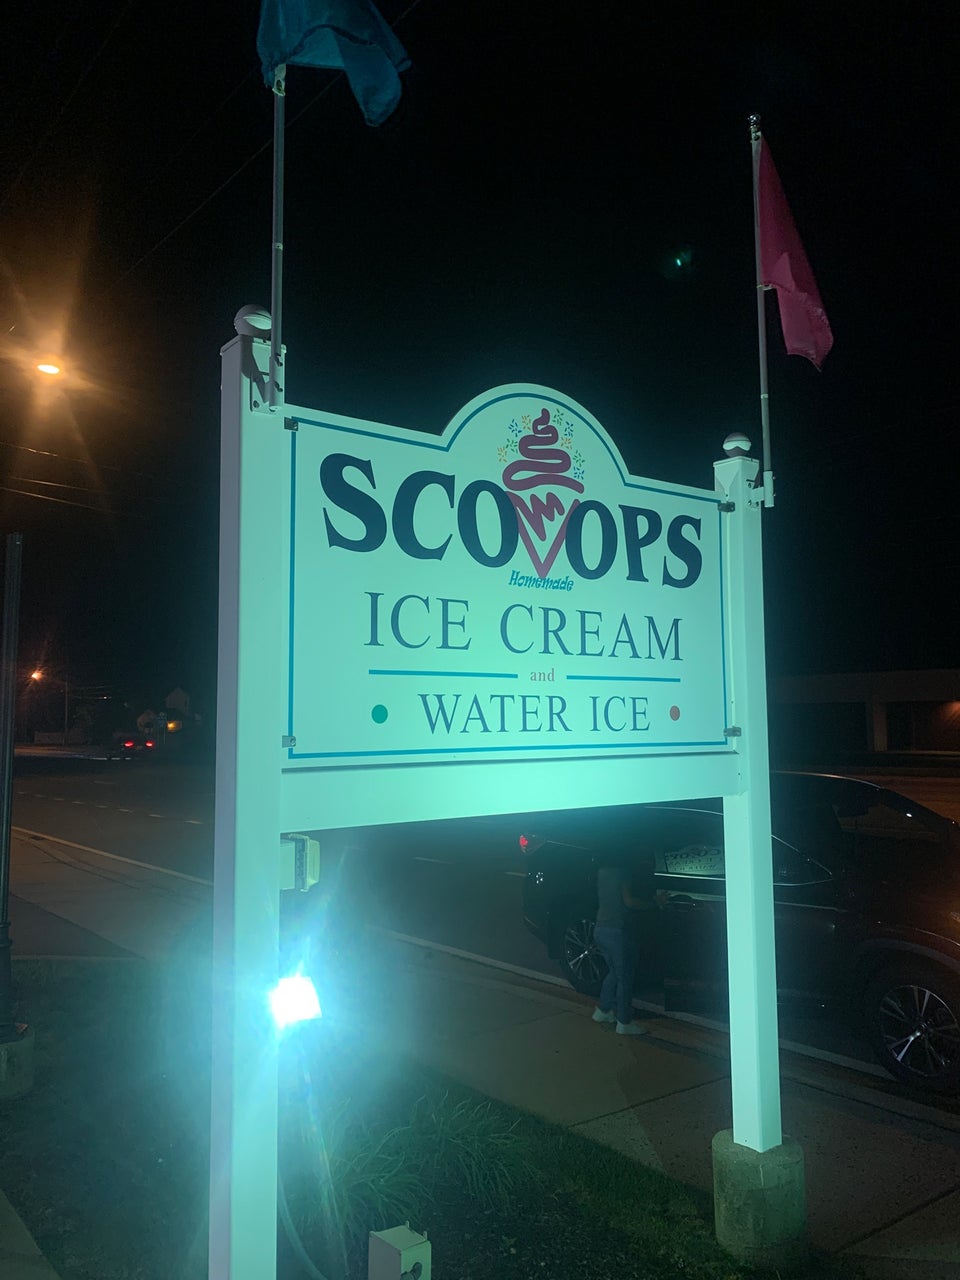 SCOOPS
Homemade
ICE CREAM
and
WATER ICE